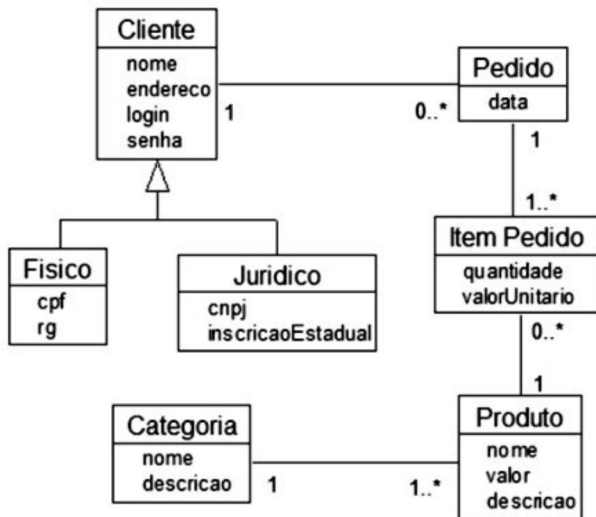 Cliente
nome
endereco
login
senha
1
0..*
Pedido
data
1
1..*
Item Pedido
quantidade
valorUnitario
0..*
1
Fisico
cpf
rg
Juridico
cnpj
inscricaoEstadual
Categoria
nome
descricao
1
1..*
Produto
nome
valor
descricao